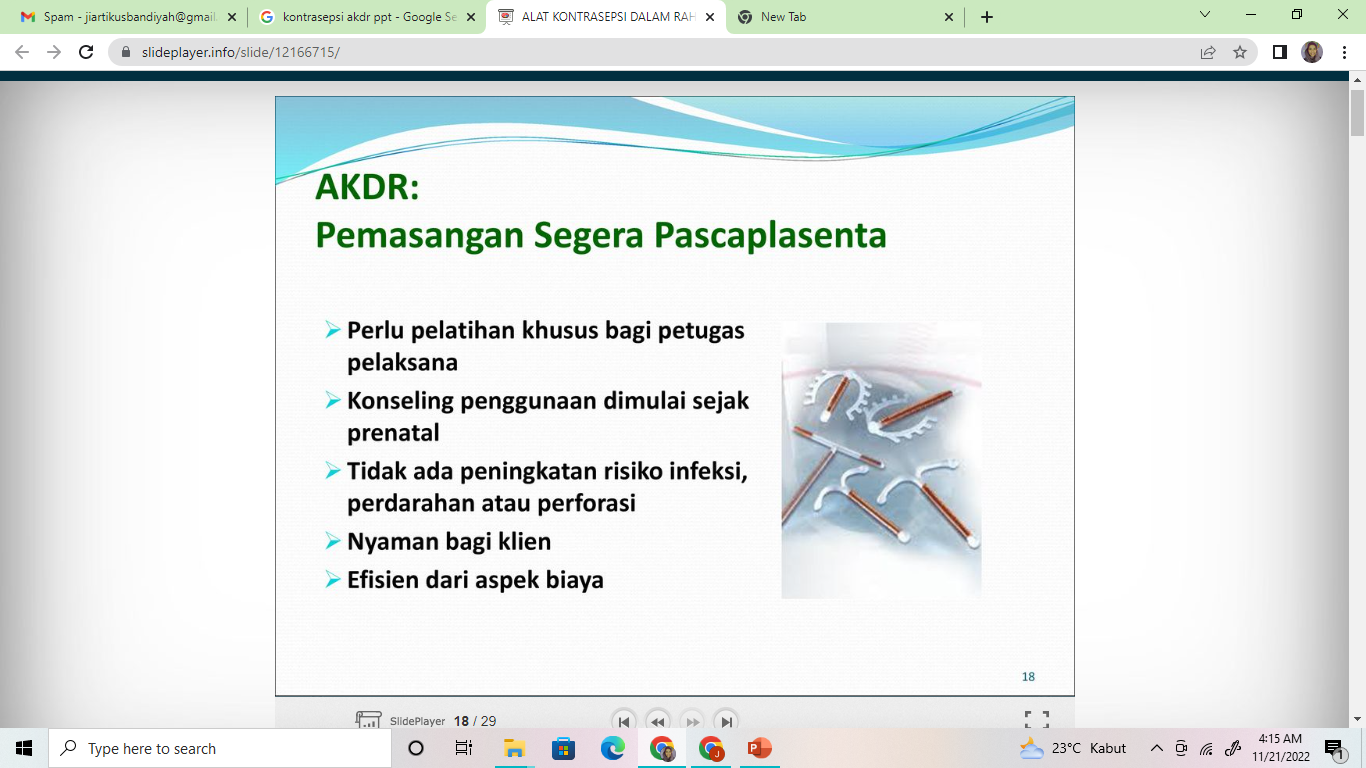 Spam - jiartikusbandiyah@gmail.
kontrasepsi akdr ppt - Google Se
ALAT KONTRASEPSI DALAM RAH
New Tab
slideplayer.info/slide/12166715/
AKDR:
Pemasangan Segera Pascaplasenta
Perlu pelatihan khusus bagi petugas
pelaksana
Konseling penggunaan dimulai sejak
prenatal
Tidak ada peningkatan risiko infeksi,
perdarahan atau perforasi
Nyaman bagi klien
Efisien dari aspek biaya
18
SlidePlayer 18 / 29
Type here to search
23°C Kabut
4:15 AM
11/21/2022
1